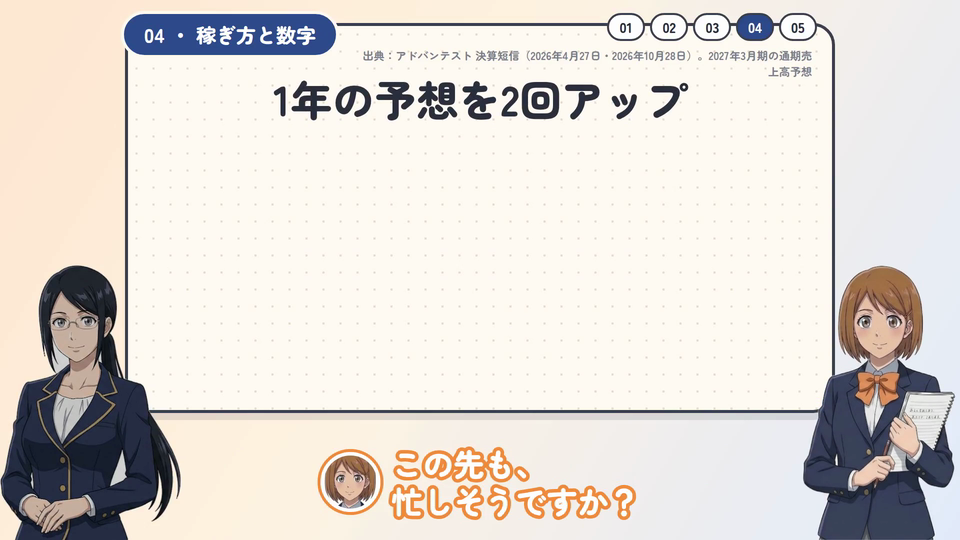 04 ・ 稼ぎ方と数字
01 02 03 04 05
出典：アドバンテスト 決算短信（2026年4月27日・2026年10月28日）。2027年3月期の通期売
上高予想
1年の予想を2回アップ
この先も、
忙しそうですか？